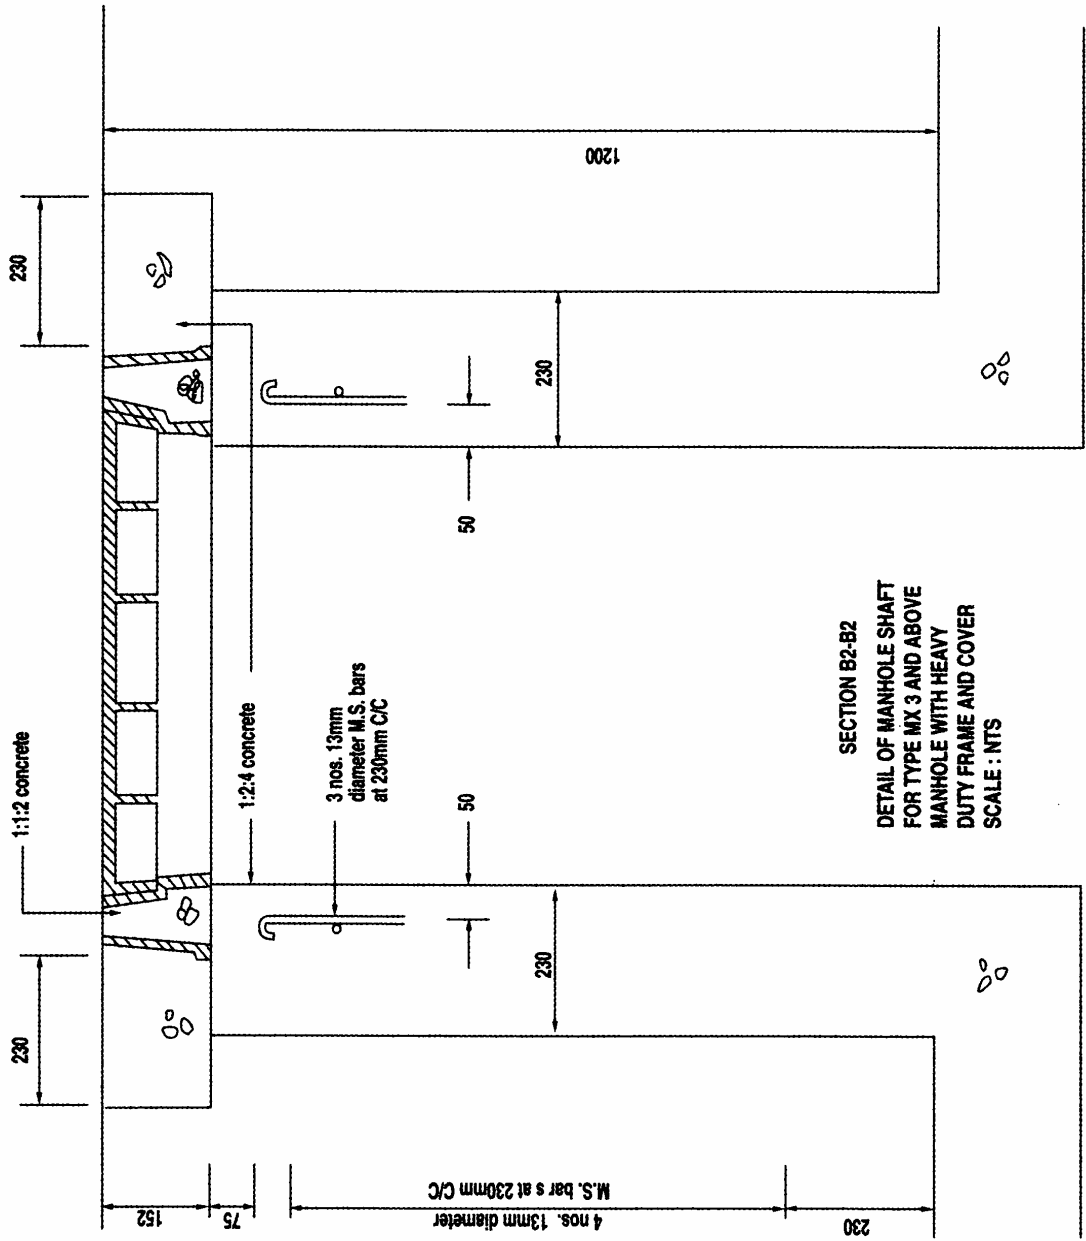 1:1:2 concrete
230
230
1:2:4 concrete
3 nos. 13mm
diameter M.S. bars
at 230mm C/C
50
50
230
230
1200
152
75
4 nos. 13mm diameter
M.S. bar s at 230mm C/C
230
SECTION B2-B2
DETAIL OF MANHOLE SHAFT
FOR TYPE MX 3 AND ABOVE
MANHOLE WITH HEAVY
DUTY FRAME AND COVER
SCALE : NTS